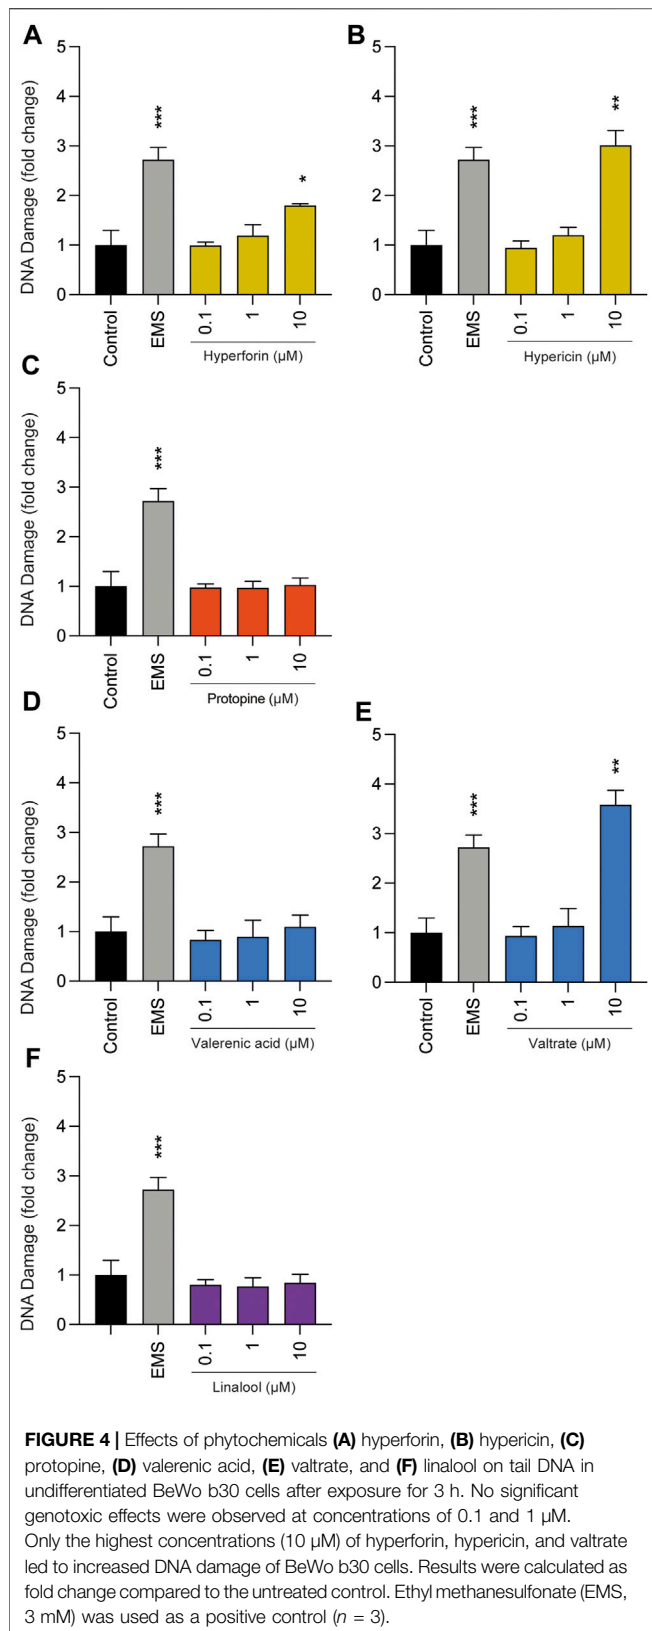 A
DNA Damage (fold change)
5
4
3
2
1
0
***
*
Control
EMS
0.1
1
10
Hyperforin (µM)
B
5
4
3
2
1
0
***
**
Control
EMS
0.1
1
10
Hypericin (µM)
C
DNA Damage (fold change)
5
4
3
2
1
0
***
Control
EMS
0.1
1
10
Protopine (µM)
D
DNA Damage (fold change)
5
4
3
2
1
0
***
Control
EMS
0.1
1
10
Valerenic acid (µM)
E
5
4
3
2
1
0
***
**
Control
EMS
0.1
1
10
Valtrate (µM)
F
DNA Damage (fold change)
5
4
3
2
1
0
***
EMS
0.1
1
10
Linalool (µM)
FIGURE 4 | Effects of phytochemicals (A) hyperforin, (B) hypericin, (C)
protopine, (D) valerenic acid, (E) valtrate, and (F) linalool on tail DNA in
undifferentiated BeWo b30 cells after exposure for 3 h. No significant
genotoxic effects were observed at concentrations of 0.1 and 1 µM.
Only the highest concentrations (10 µM) of hyperforin, hypericin, and valtrate
led to increased DNA damage of BeWo b30 cells. Results were calculated as
fold change compared to the untreated control. Ethyl methanesulfonate (EMS,
3 mM) was used as a positive control (n = 3).